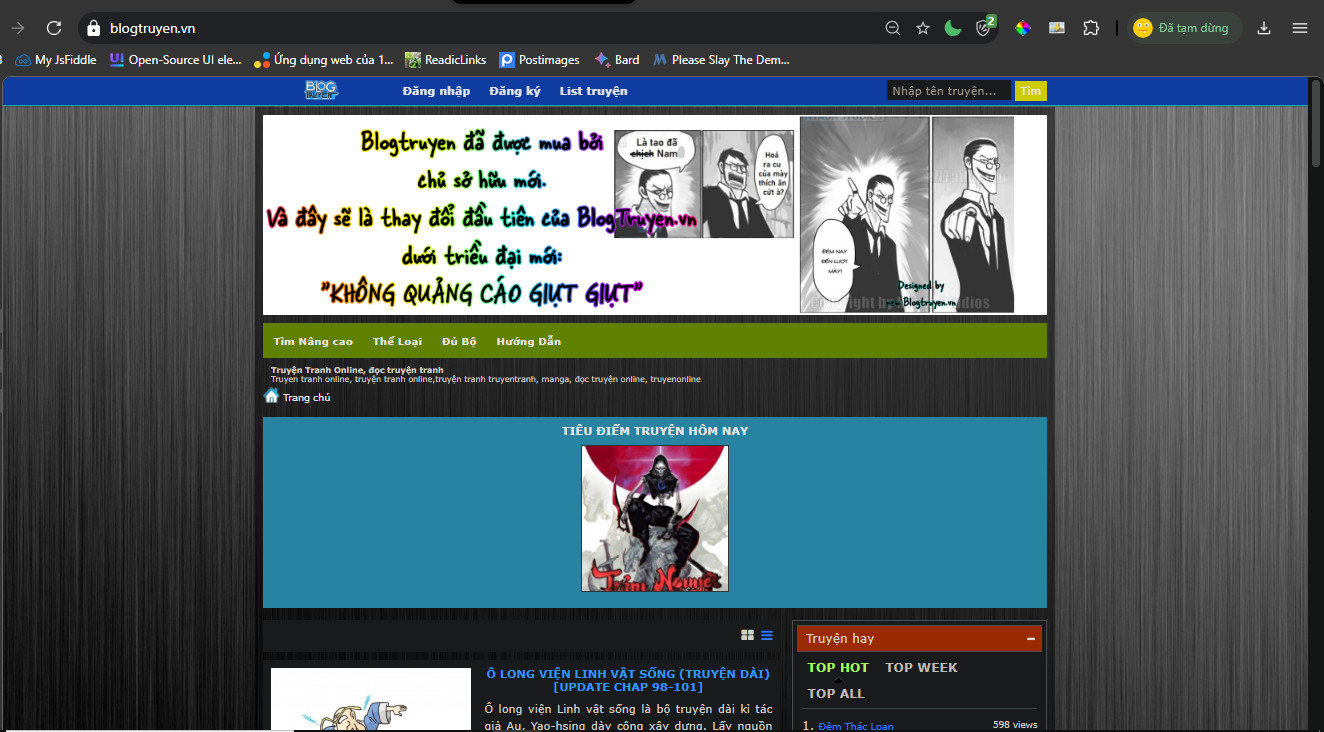 blogtruyen.vn
2
Đã tạm dừng
3
My JsFiddle
Open-Source UI ele...
Ứng dụng web của 1...
ReadicLinks
Postimages
Bard
Please Slay The Dem...
BLOG TRUYEN
Đăng nhập
Đăng ký
List truyện
Nhập tên truyện...
Tìm
Blogtruyen đã được mua bởi
chủ sở hữu mới.
Và đây sẽ là thay đổi đầu tiên của BlogTruyen.vn
dưới triều đại mới:
"KHÔNG QUẢNG CÁO GIỰT GIỰT"
Là tao đã
chịch Nam
Hoá
ra cu
của mày
thích ăn
cứt à?
ĐÊM NAY
ĐẾN LƯỢT
MÀY!
Designed by
www.Blogtruyen.vn
Tìm Nâng cao
Thể Loại
Đủ Bộ
Hướng Dẫn
Truyện Tranh Online, đọc truyện tranh
Truyen tranh online, truyện tranh online,truyện tranh truyentranh, manga, đọc truyện online, truyenonline
Trang chủ
TIÊU ĐIỂM TRUYỆN HÔM NAY
Trảm Nguyệt
Ô LONG VIỆN LINH VẬT SỐNG (TRUYỆN DÀI)
[UPDATE CHAP 98-101]
Ô long viện Linh vật sống là bộ truyện dài kì tác
giả Au, Yao-hsing dày công xây dựng. Lấy nguồn
Truyện hay
TOP HOT
TOP WEEK
TOP ALL
1. Đêm Thác Loạn
598 views